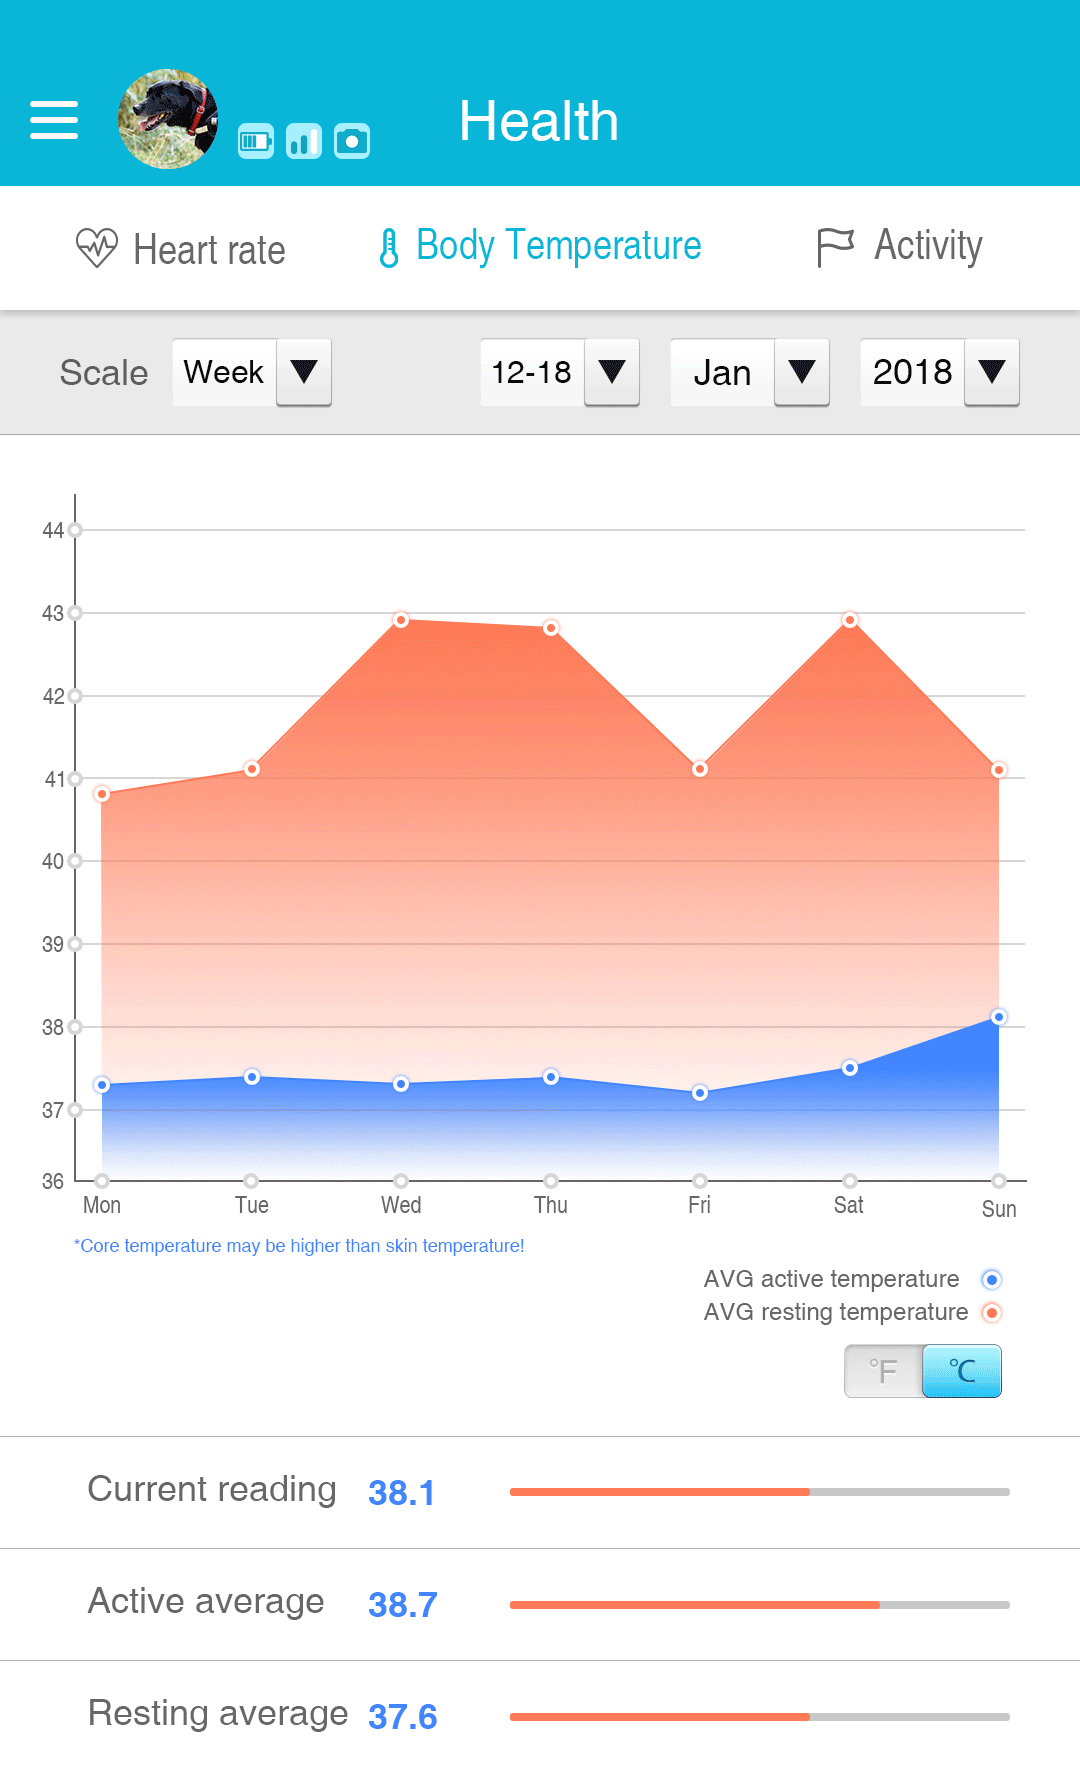 Health
Heart rate
Body Temperature
Activity
Scale Week 12-18 Jan 2018
44
43
42
41
40
39
38
37
36
Mon Tue Wed Thu Fri Sat Sun
*Core temperature may be higher than skin temperature!
AVG active temperature
AVG resting temperature
°F °C
Current reading 38.1
Active average 38.7
Resting average 37.6